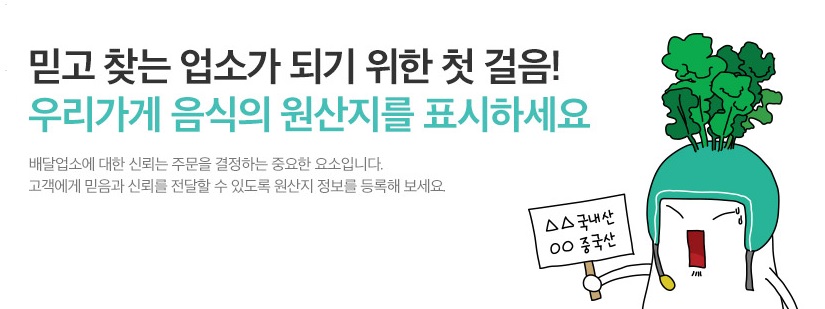 믿고 찾는 업소가 되기 위한 첫 걸음!
우리가게 음식의 원산지를 표시하세요
배달업소에 대한 신뢰는 주문을 결정하는 중요한 요소입니다.
고객에게 믿음과 신뢰를 전달할 수 있도록 원산지 정보를 등록해 보세요.
△△국내산
○○ 중국산